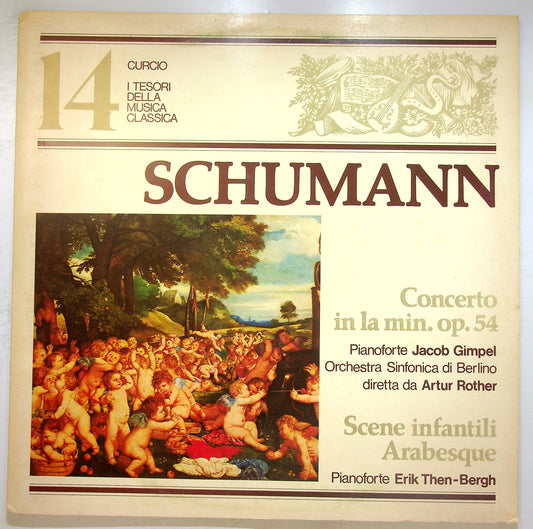 14
CURCIO
I TESORI
DELLA
MUSICA
CLASSICA
SCHUMANN
Concerto
in la min. op. 54
Pianoforte Jacob Gimpel
Orchestra Sinfonica di Berlino
diretta da Artur Rother
Scene infantili
Arabesque
Pianoforte Erik Then-Bergh